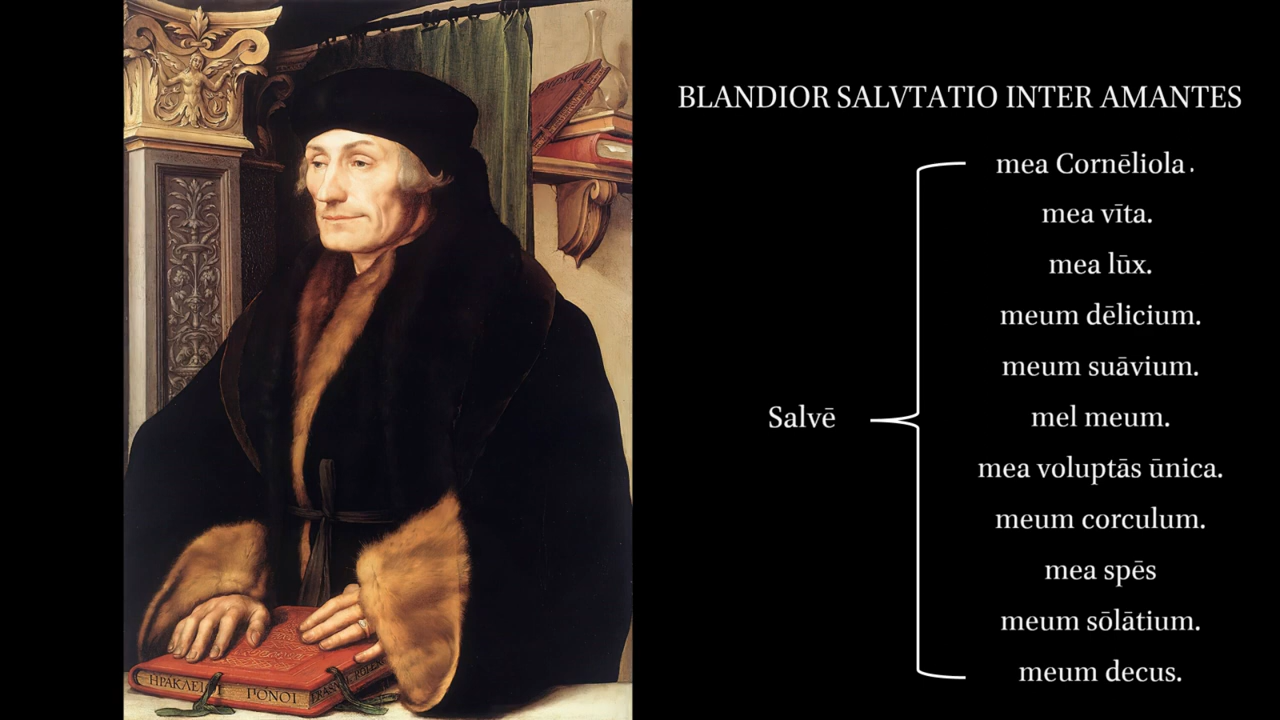 BLANDIOR SALVTATIO INTER AMANTES
Salvē
mea Cornēliola.
mea vīta.
mea lūx.
meum dēlicium.
meum suāvium.
mel meum.
mea voluptās ūnica.
meum corculum.
mea spēs
meum sōlātium.
meum decus.
ΗΡΑΚΛΕΙ ΠΟΝΟΙ